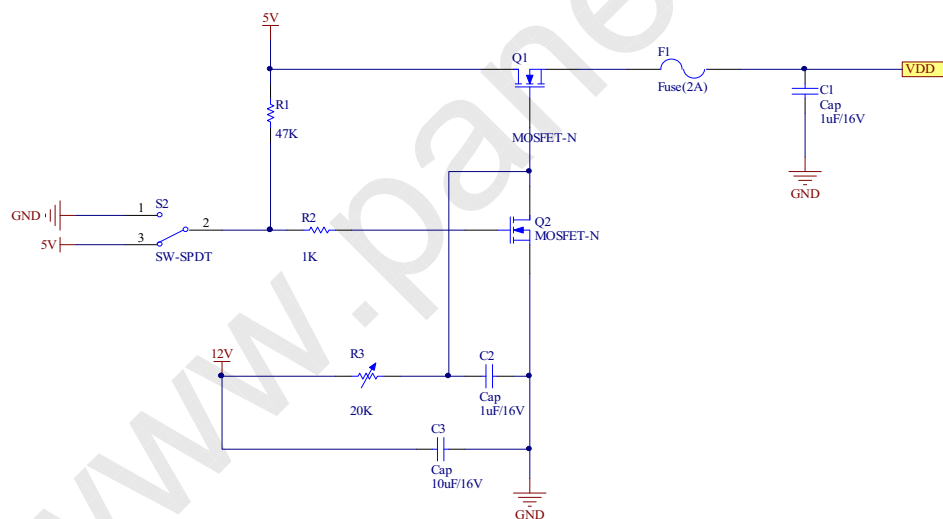 5V
Q1
MOSFET-N
F1
Fuse(2A)
VDD
C1
Cap
1uF/16V
GND
R1
47K
GND
1
S2
2
5V
3
SW-SPDT
R2
1K
Q2
MOSFET-N
12V
R3
20K
C2
Cap
1uF/16V
C3
Cap
10uF/16V
GND
www.pane